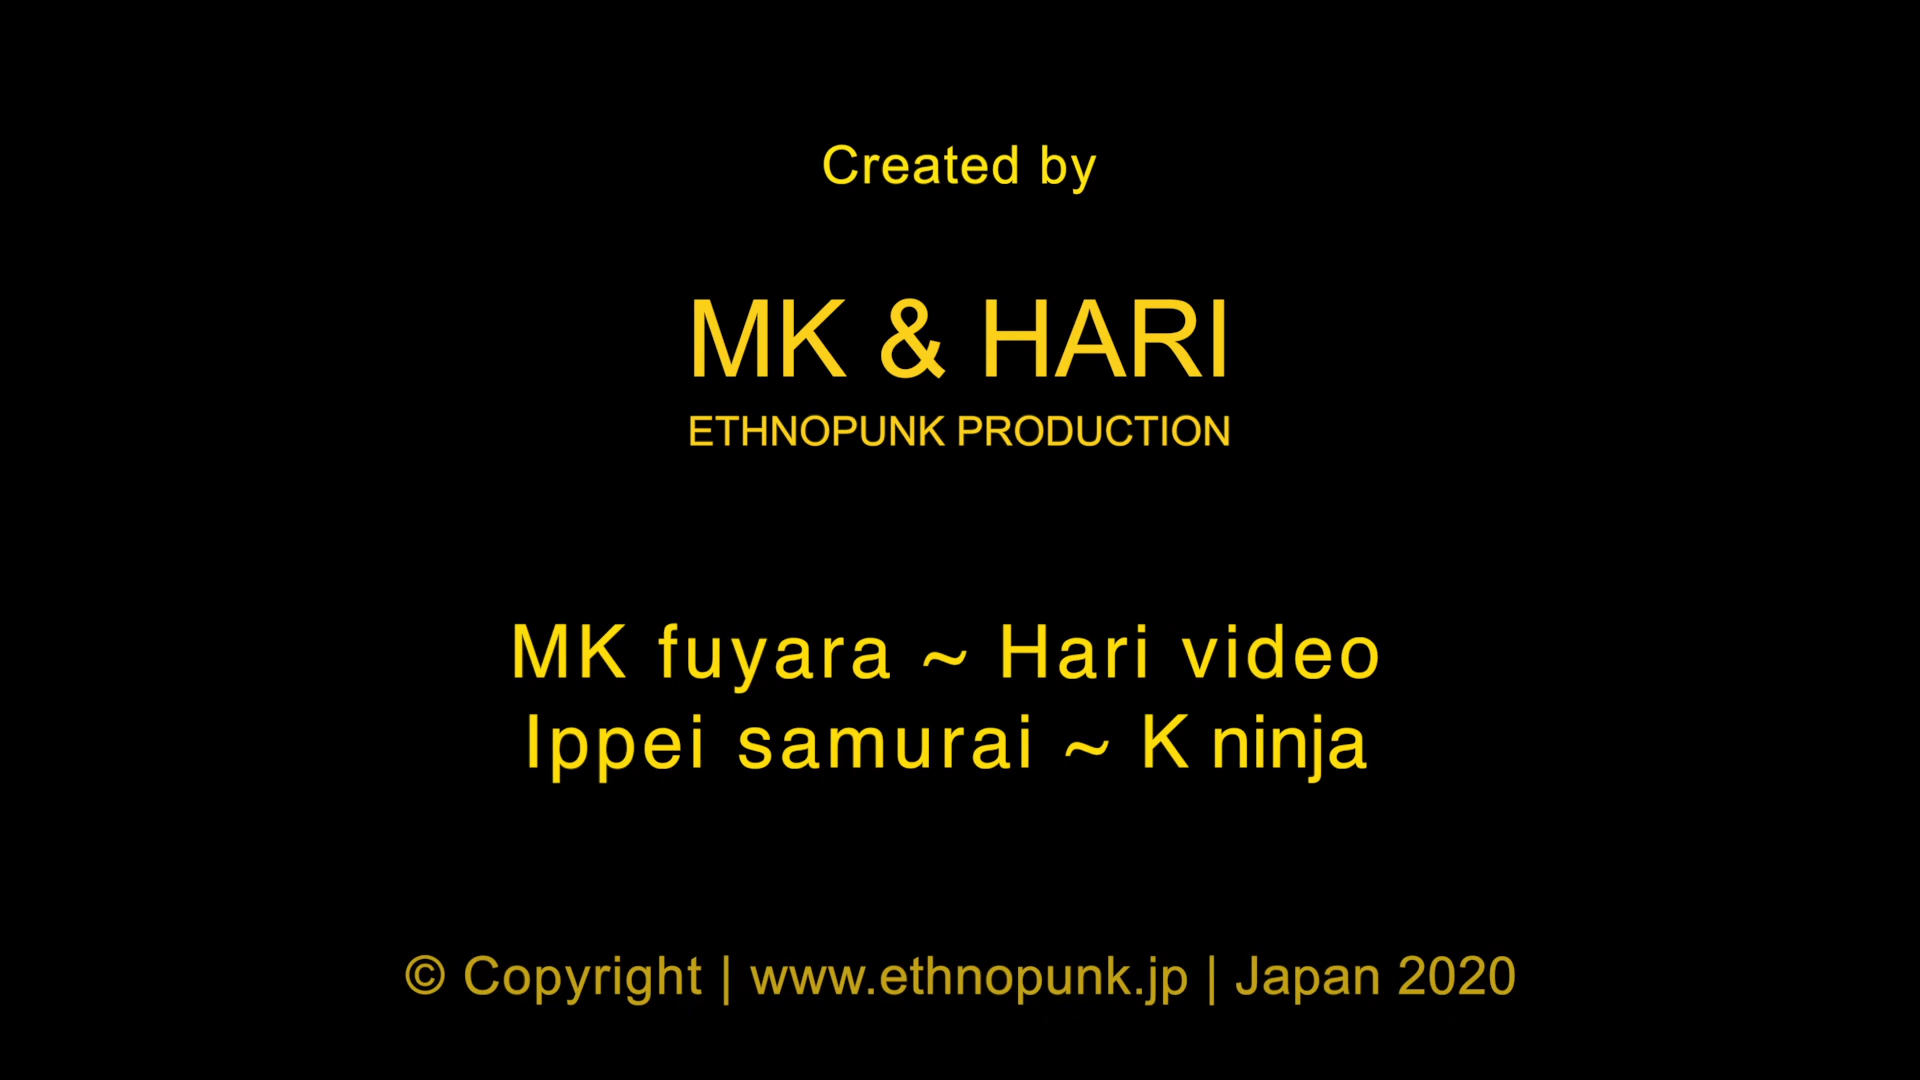 Created by
MK & HARI
ETHNOPUNK PRODUCTION
MK fuyara ~ Hari video
Ippei samurai ~ K ninja
© Copyright | www.ethnopunk.jp | Japan 2020